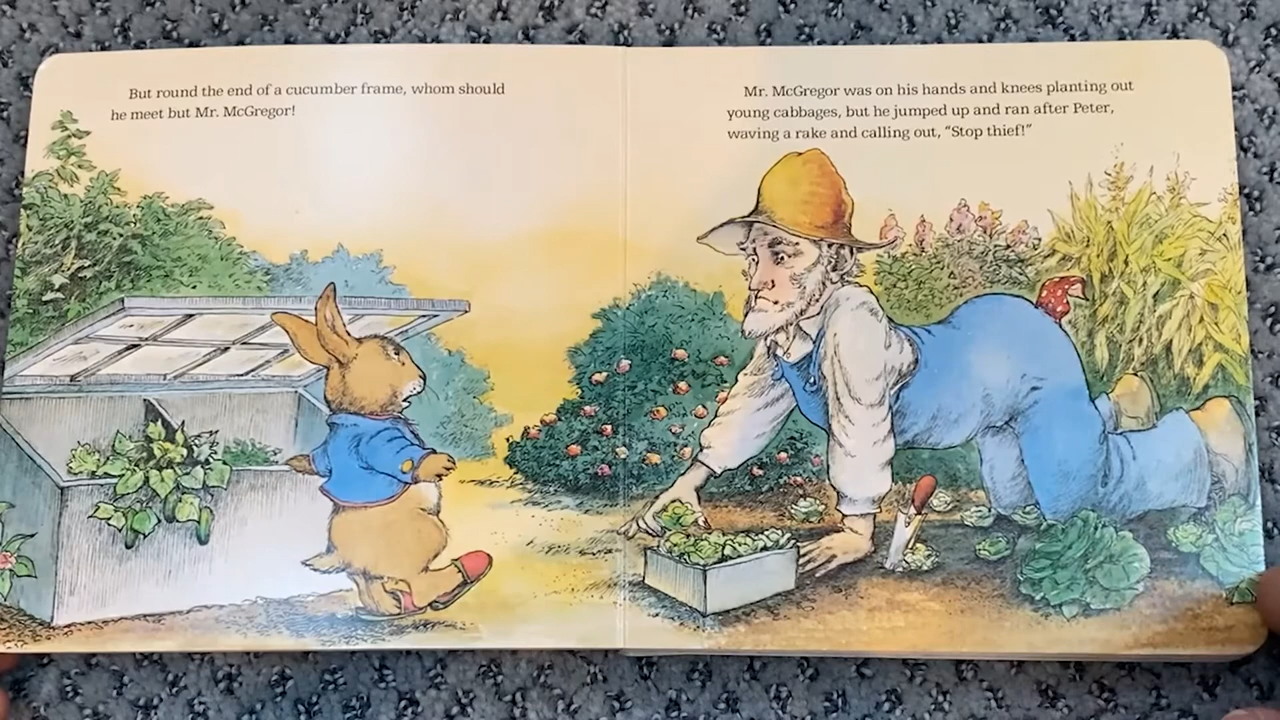 But round the end of a cucumber frame, whom should
he meet but Mr. McGregor!
Mr. McGregor was on his hands and knees planting out
young cabbages, but he jumped up and ran after Peter,
waving a rake and calling out, “Stop thief!”